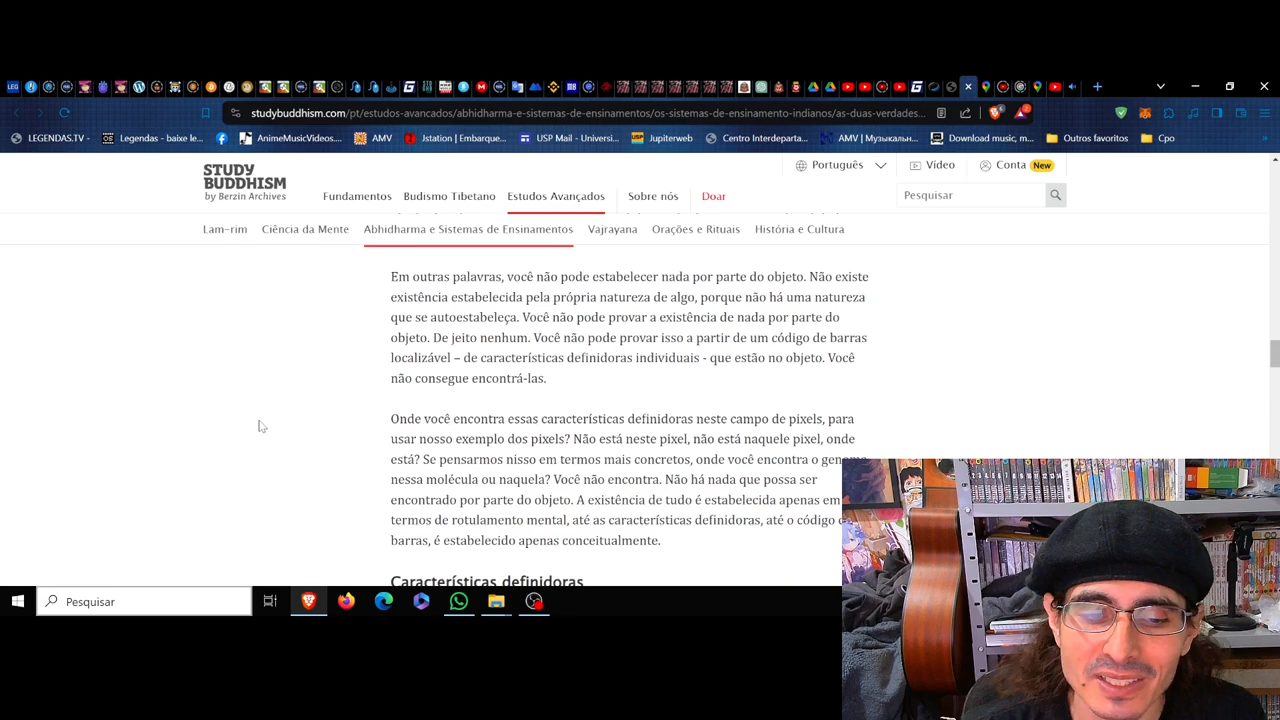 studybuddhism.com/pt/estudos-avancados/abhidharma-e-sistemas-de-ensinamentos/os-sistemas-de-ensinamento-indianos/as-duas-verdades...
LEGENDAS.TV -
Legendas - baixe le...
AMV
AnimeMusicVideos....
Jstation | Embarque...
USP Mail - Universi...
Jupiterweb
Centro Interdeparta...
AMV | Музыкальн...
Download music, m...
Outros favoritos
Cpo
STUDY
BUDDHISM
by Berzin Archives
Português
Vídeo
Conta New
Fundamentos
Budismo Tibetano
Estudos Avançados
Sobre nós
Doar
Pesquisar
Lam-rim
Ciência da Mente
Abhidharma e Sistemas de Ensinamentos
Vajrayana
Orações e Rituais
História e Cultura
Em outras palavras, você não pode estabelecer nada por parte do objeto. Não existe
existência estabelecida pela própria natureza de algo, porque não há uma natureza
que se autoestabeleça. Você não pode provar a existência de nada por parte do
objeto. De jeito nenhum. Você não pode provar isso a partir de um código de barras
localizável – de características definidoras individuais - que estão no objeto. Você
não consegue encontrá-las.
Onde você encontra essas características definidoras neste campo de pixels, para
usar nosso exemplo dos pixels? Não está neste pixel, não está naquele pixel, onde
está? Se pensarmos nisso em termos mais concretos, onde você encontra o
nessa molécula ou naquela? Você não encontra. Não há nada que possa ser
encontrado por parte do objeto. A existência de tudo é estabelecida apenas em
termos de rotulamento mental, até as características definidoras, até o código
barras, é estabelecido apenas conceitualmente.
Características definidoras
Pesquisar